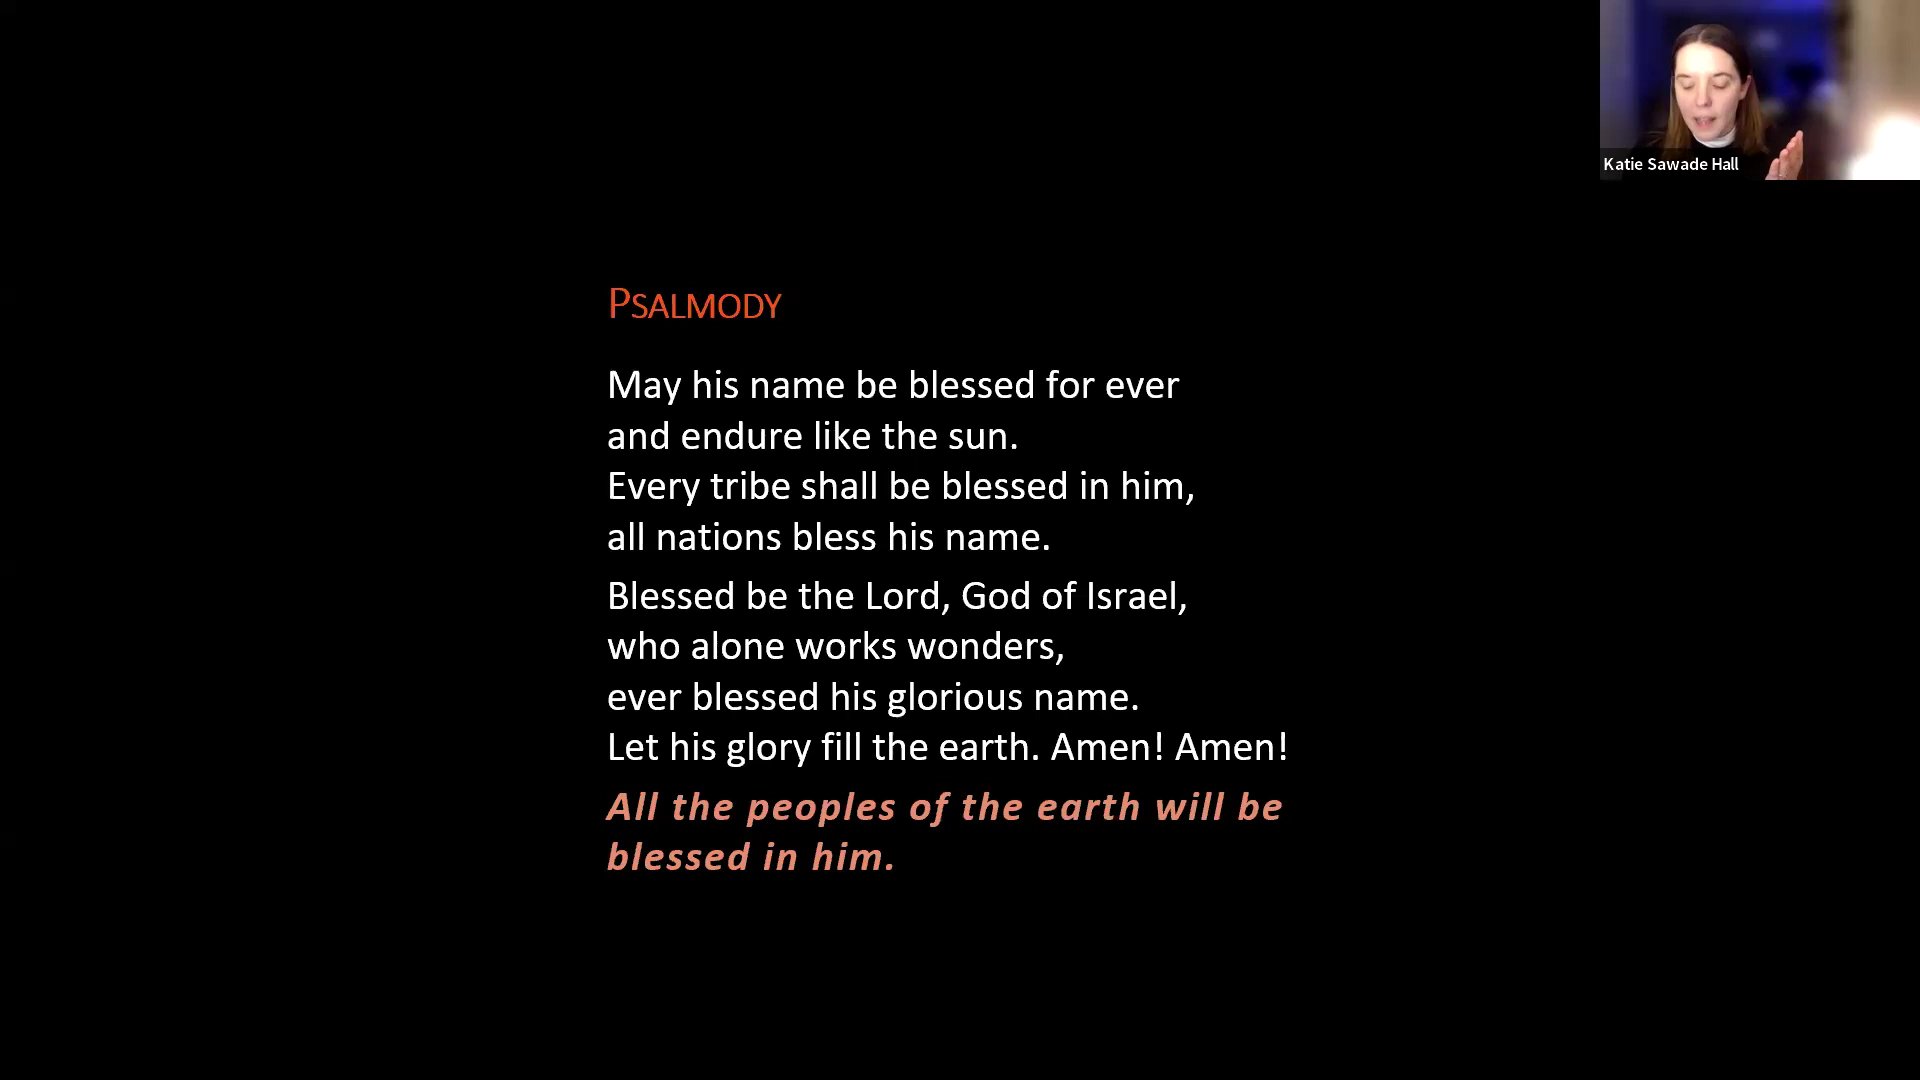 Katie Sawade Hall
PSALMODY
May his name be blessed for ever
and endure like the sun.
Every tribe shall be blessed in him,
all nations bless his name.
Blessed be the Lord, God of Israel,
who alone works wonders,
ever blessed his glorious name.
Let his glory fill the earth. Amen! Amen!
All the peoples of the earth will be
blessed in him.